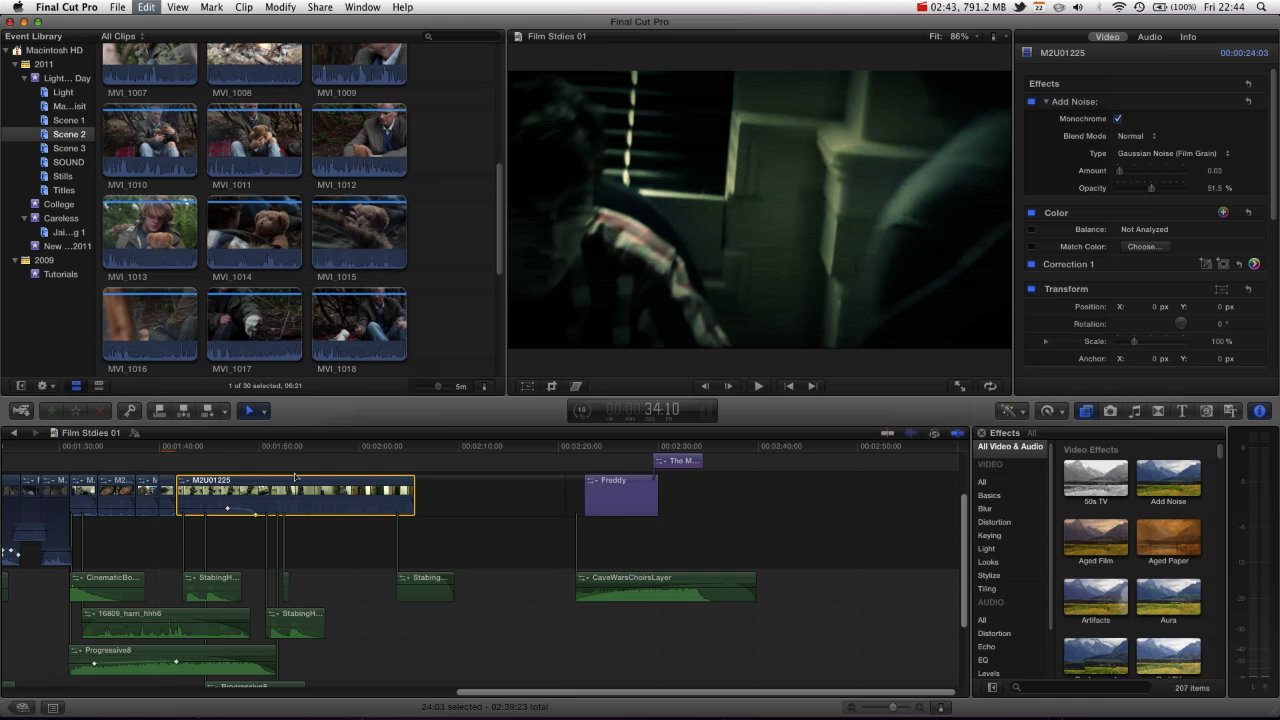 Final Cut Pro File Edit View Mark Clip Modify Share Window Help 02:43, 791.2 MB 22 (100%) Fri 22:44
Final Cut Pro
Event Library All Clips
Film Stdies 01 Fit: 86%
Video Audio Info
Macintosh HD
2011
Light... Day
Light
Ma...isit
Scene 1
Scene 2
Scene 3
SOUND
Stills
Titles
College
Careless
Jai...g 1
New ...2011
2009
Tutorials
MVI_1007 MVI_1008 MVI_1009
MVI_1010 MVI_1011 MVI_1012
MVI_1013 MVI_1014 MVI_1015
MVI_1016 MVI_1017 MVI_1018
1 of 30 selected, 06:21 5m
M2U01225 00:00:24:03
Effects
Add Noise:
Monochrome
Blend Mode Normal
Type Gaussian Noise (Film Grain)
Amount 0.03
Opacity 51.5 %
Color
Balance: Not Analyzed
Match Color: Choose...
Correction 1
Transform
Position: X: 0 px Y: 0 px
Rotation: 0 °
Scale: 100 %
Anchor: X: 0 px Y: 0 px
18 00:00:34:10
Film Stdies 01
00:01:30:00 00:01:40:00 00:01:50:00 00:02:00:00 00:02:10:00 00:02:20:00 00:02:30:00 00:02:40:00 00:02:50:00
The M...
M. M. M2... M M2U01225 Freddy
CinematicBo... StabingH... Stabing... CaveWarsChoirsLayer
16809_harri_hhh6 StabingH...
Progressive8
Progressive8
24:03 selected - 02:39:23 total
Effects All
All Video & Audio
VIDEO
All
Basics
Blur
Distortion
Keying
Light
Looks
Stylize
Tiling
AUDIO
All
Distortion
Echo
EQ
Levels
Video Effects
50s TV Add Noise
Aged Film Aged Paper
Artifacts Aura
207 items
0
-6
-12
-20
-30
L R